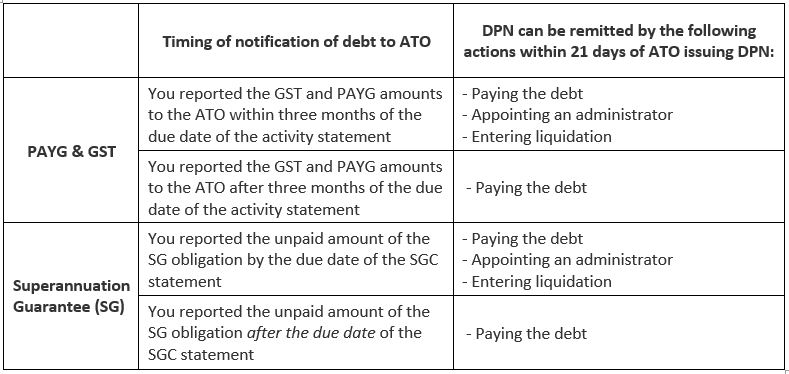 Timing of notification of debt to ATO
DPN can be remitted by the following
actions within 21 days of ATO issuing DPN:
PAYG & GST
You reported the GST and PAYG amounts
to the ATO within three months of the
due date of the activity statement
- Paying the debt
- Appointing an administrator
- Entering liquidation
You reported the GST and PAYG amounts
to the ATO after three months of the due
date of the activity statement
- Paying the debt
Superannuation
Guarantee (SG)
You reported the unpaid amount of the
SG obligation by the due date of the SGC
statement
- Paying the debt
- Appointing an administrator
- Entering liquidation
You reported the unpaid amount of the
SG obligation after the due date of the
SGC statement
- Paying the debt